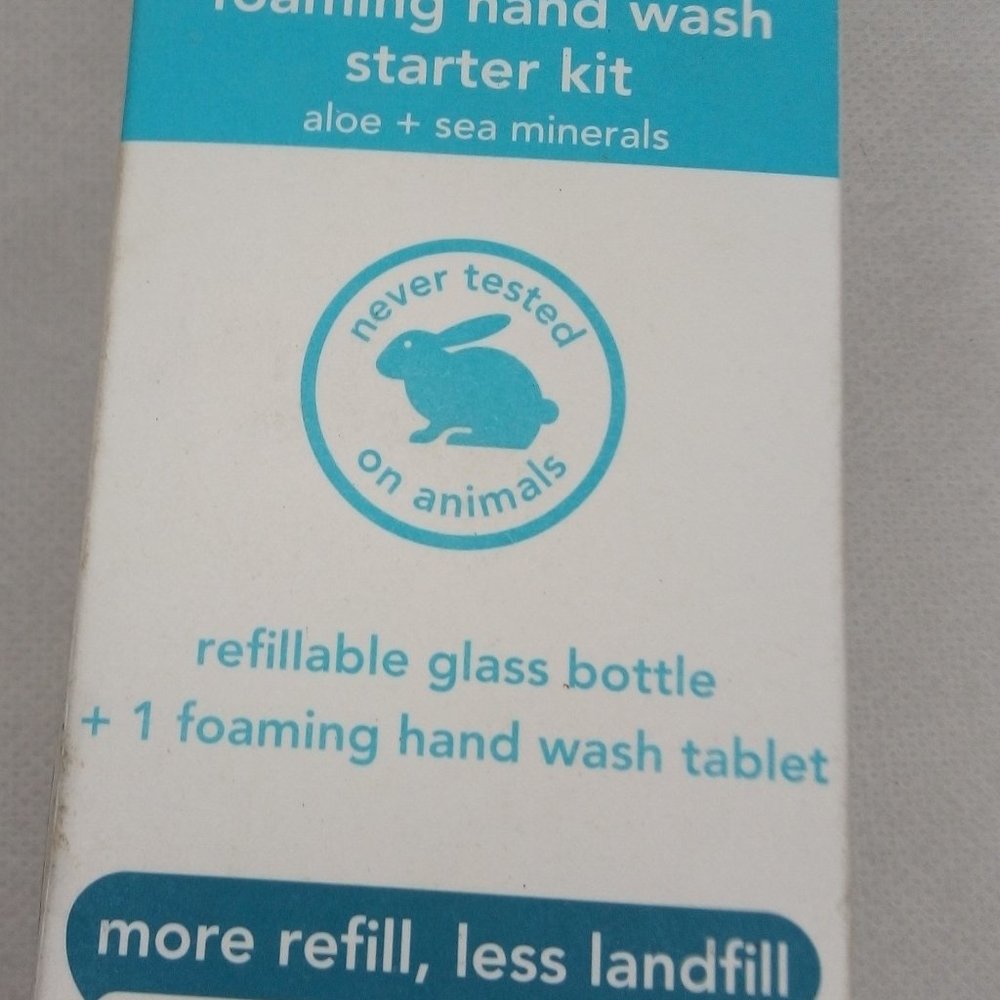 foaming hand wash
starter kit
aloe + sea minerals
never tested
on animals
refillable glass bottle
+ 1 foaming hand wash tablet
more refill, less landfill